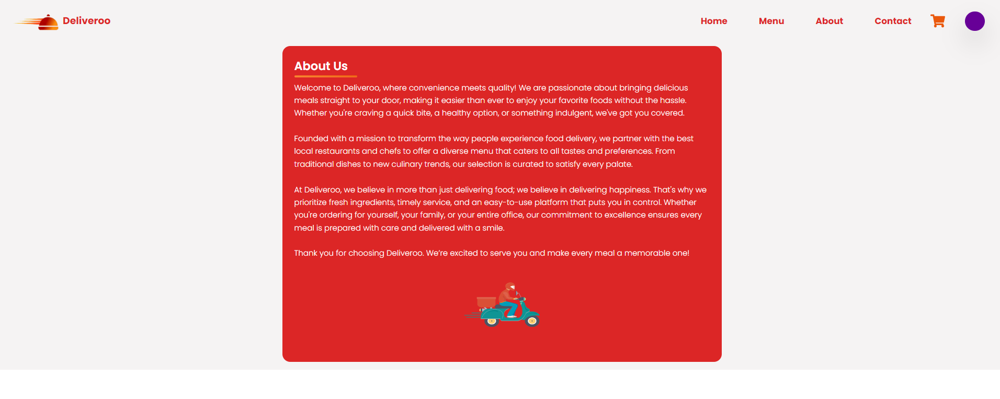 Deliveroo
Home
Menu
About
Contact
About Us
Welcome to Deliveroo, where convenience meets quality! We are passionate about bringing delicious
meals straight to your door, making it easier than ever to enjoy your favorite foods without the hassle.
Whether you're craving a quick bite, a healthy option, or something indulgent, we've got you covered.
Founded with a mission to transform the way people experience food delivery, we partner with the best
local restaurants and chefs to offer a diverse menu that caters to all tastes and preferences. From
traditional dishes to new culinary trends, our selection is curated to satisfy every palate.
At Deliveroo, we believe in more than just delivering food; we believe in delivering happiness. That's why we
prioritize fresh ingredients, timely service, and an easy-to-use platform that puts you in control. Whether
you're ordering for yourself, your family, or your entire office, our commitment to excellence ensures every
meal is prepared with care and delivered with a smile.
Thank you for choosing Deliveroo. We’re excited to serve you and make every meal a memorable one!